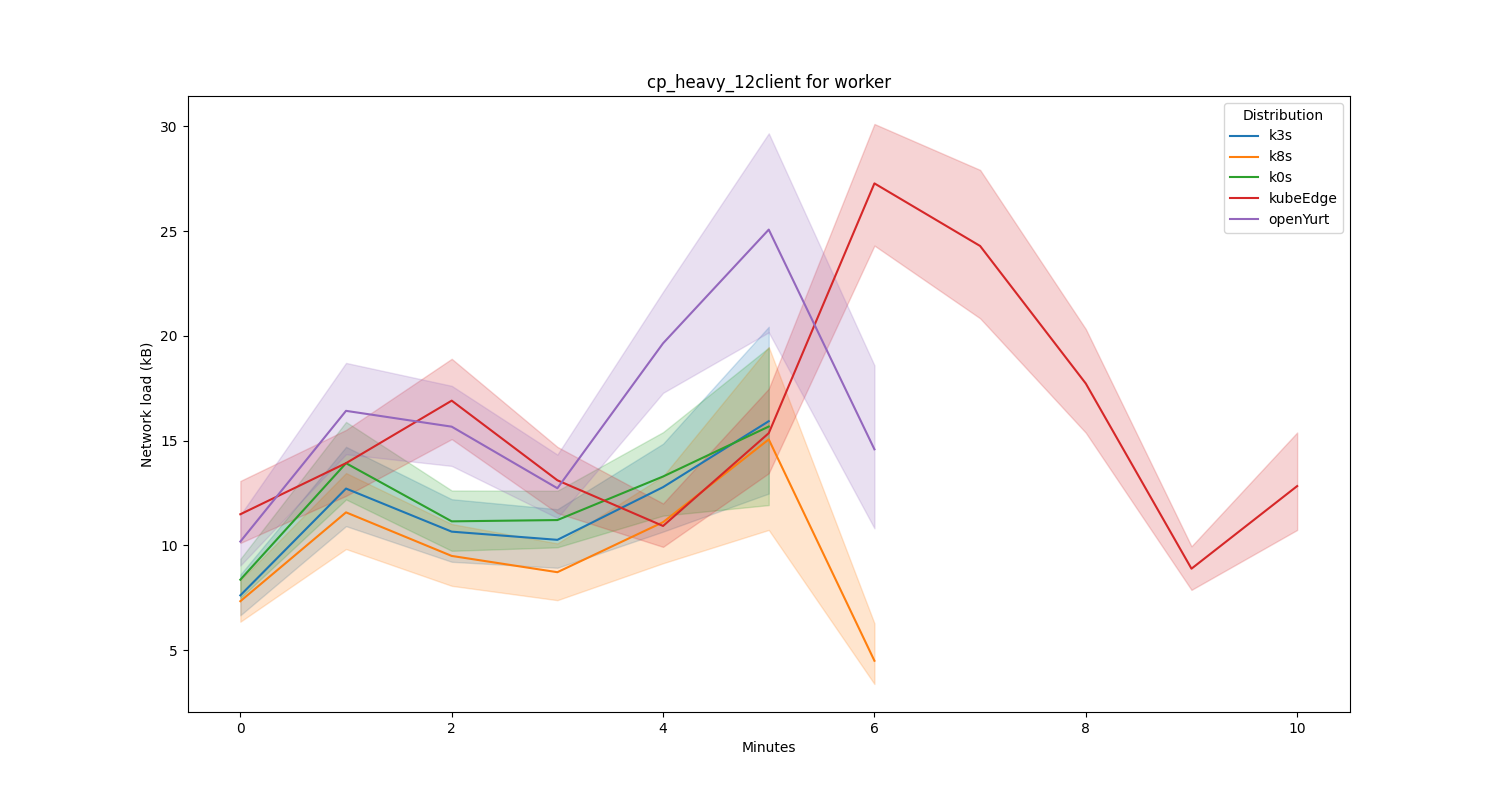 cp_heavy_12client for worker
Distribution
k3s
k8s
k0s
kubeEdge
openYurt
Network load (kB)
30
25
20
15
10
5
0 2 4 6 8 10
Minutes